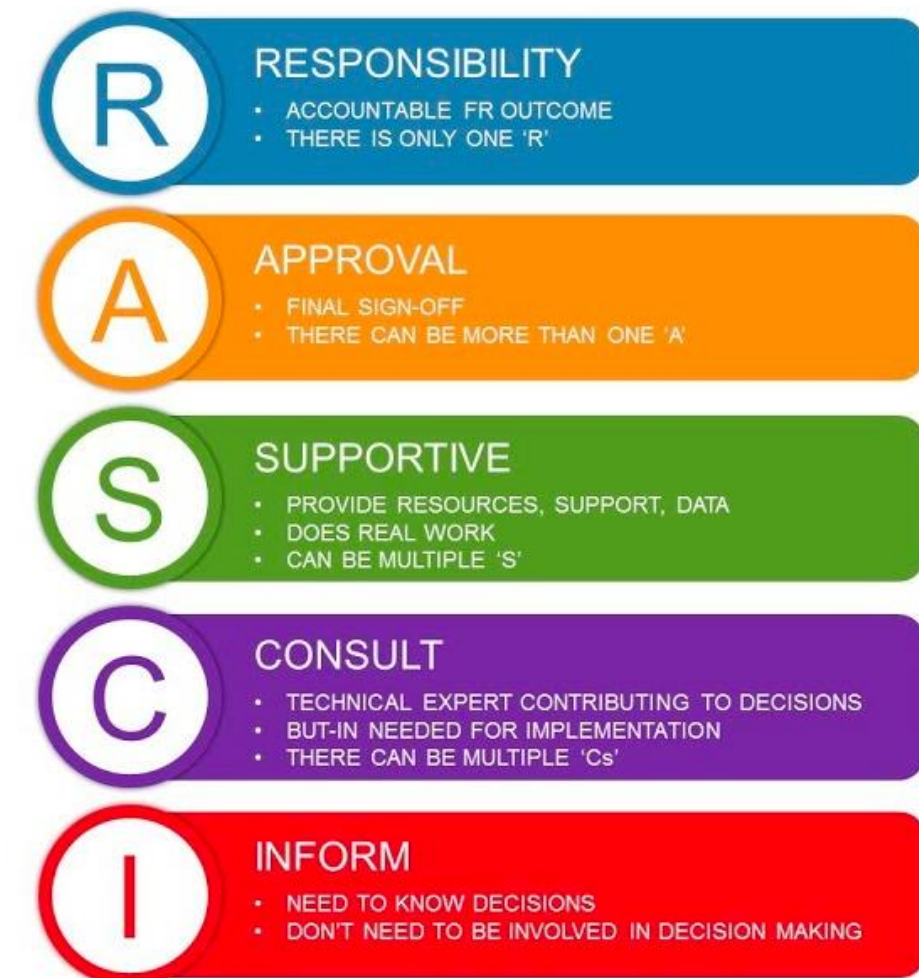 R
RESPONSIBILITY
• ACCOUNTABLE FR OUTCOME
• THERE IS ONLY ONE ‘R’
A
APPROVAL
• FINAL SIGN-OFF
• THERE CAN BE MORE THAN ONE ‘A’
S
SUPPORTIVE
• PROVIDE RESOURCES, SUPPORT, DATA
• DOES REAL WORK
• CAN BE MULTIPLE ‘S’
C
CONSULT
• TECHNICAL EXPERT CONTRIBUTING TO DECISIONS
• BUT-IN NEEDED FOR IMPLEMENTATION
• THERE CAN BE MULTIPLE ‘Cs’
I
INFORM
• NEED TO KNOW DECISIONS
• DON’T NEED TO BE INVOLVED IN DECISION MAKING